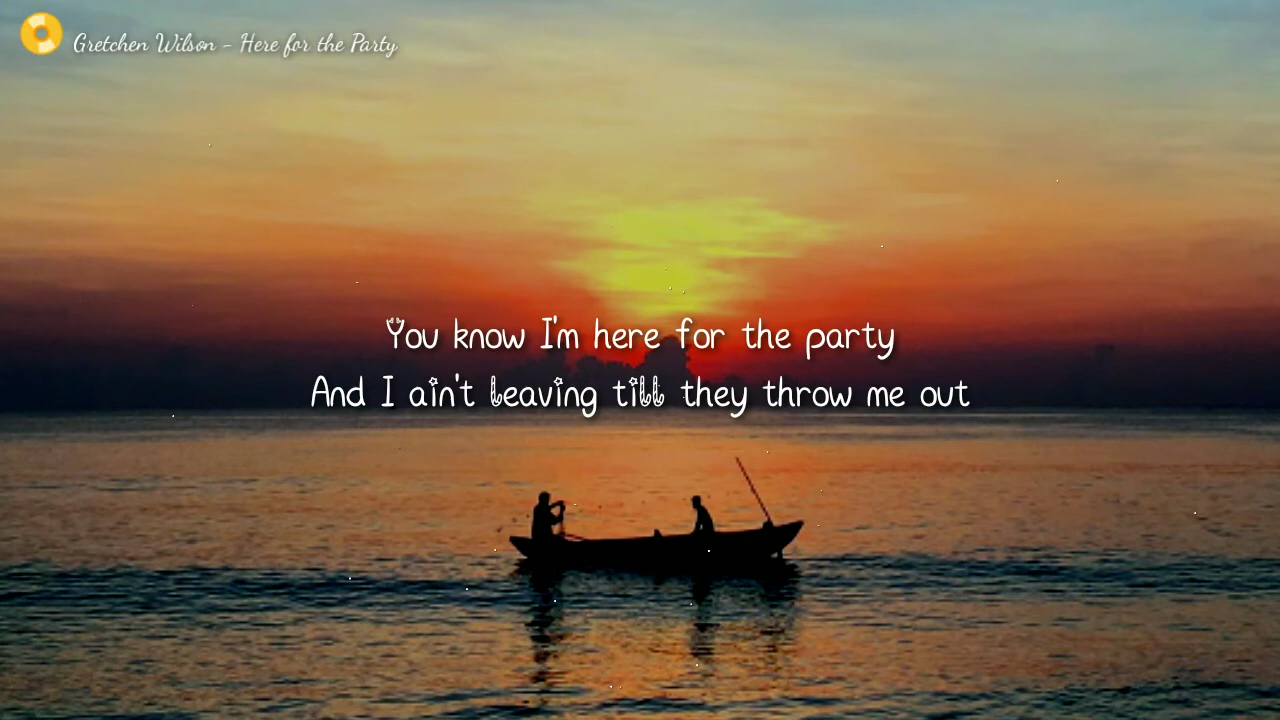 Gretchen Wilson - Here for the Party
You know I'm here for the party
And I ain't leaving till they throw me out